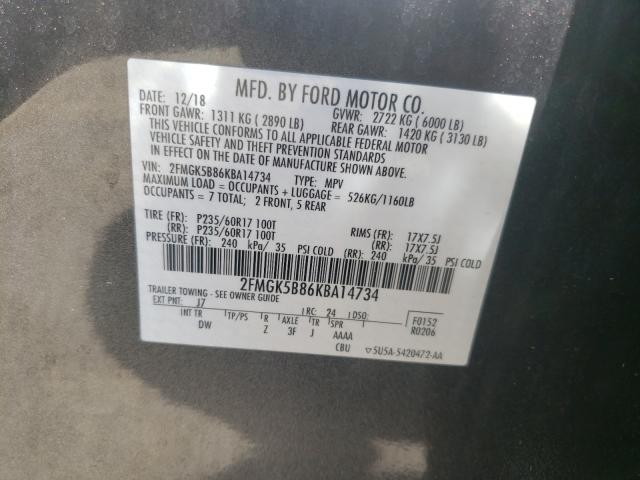 MFD. BY FORD MOTOR CO.
DATE: 12/18 GVWR: 2722 KG ( 6000 LB)
FRONT GAWR: 1311 KG ( 2890 LB) REAR GAWR: 1420 KG ( 3130 LB)
THIS VEHICLE CONFORMS TO ALL APPLICABLE FEDERAL MOTOR
VEHICLE SAFETY AND THEFT PREVENTION STANDARDS
IN EFFECT ON THE DATE OF MANUFACTURE SHOWN ABOVE.
VIN: 2FMGK5B86KBA14734 TYPE: MPV
MAXIMUM LOAD = OCCUPANTS + LUGGAGE = 526KG/1160LB
OCCUPANTS = 7 TOTAL; 2 FRONT, 5 REAR
TIRE (FR): P235/60R17 100T RIMS (FR): 17X7.5J
(RR): P235/60R17 100T (RR): 17X7.5J
PRESSURE (FR): 240 kPa/ 35 PSI COLD (RR): 240 kPa/ 35 PSI COLD
2FMGK5B86KBA14734
TRAILER TOWING - SEE OWNER GUIDE
EXT PNT: J7 RC: 24 DSO: F0152
INT TR TP/PS R AXLE TR SPR R0206
DW Z 3F J AAAA
CBU ▽5U5A-5420472-AA